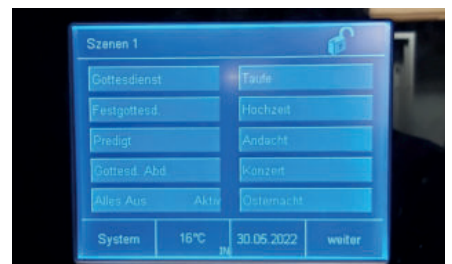 Szenen 1
Gottesdienst
Taufe
Festgottesd.
Hochzeit
Predigt
Andacht
Gottesd. Abd.
Konzert
Alles Aus Aktiv
Osternacht
System 16°C IN 30.05.2022 weiter